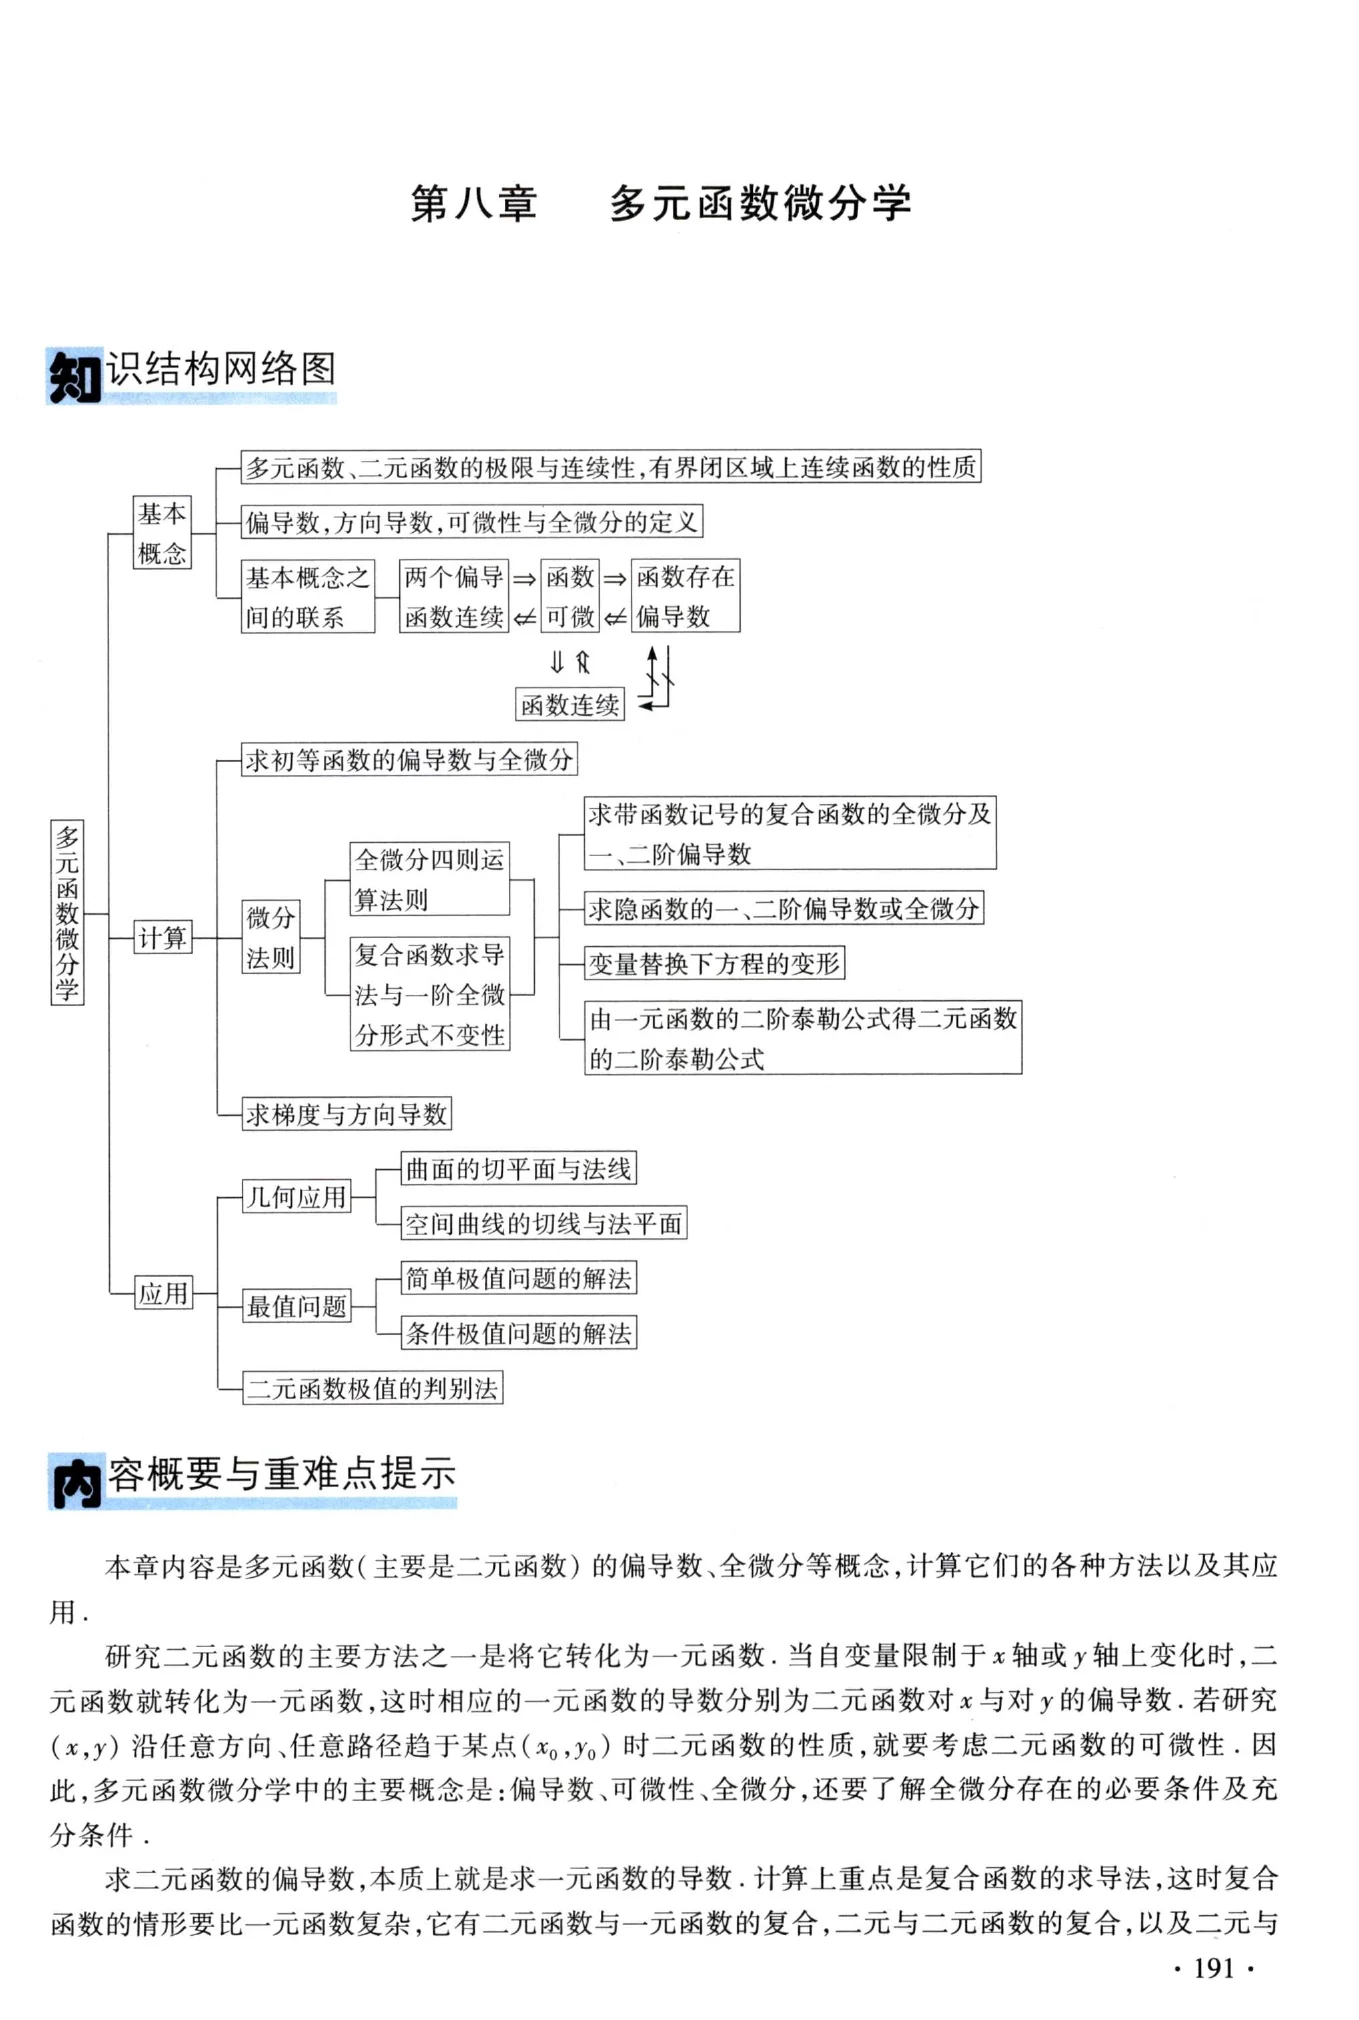 第八章　多元函数微分学
知识结构网络图
多元函数、二元函数的极限与连续性,有界闭区域上连续函数的性质
基本
概念
偏导数,方向导数,可微性与全微分的定义
基本概念之
间的联系
两个偏导
函数连续
⇒
⇍
函数
可微
⇒
⇍
函数存在
偏导数
⇓ ⇑̸
函数连续
求初等函数的偏导数与全微分
多元函数微分学
计算
微分
法则
全微分四则运
算法则
复合函数求导
法与一阶全微
分形式不变性
求带函数记号的复合函数的全微分及
一、二阶偏导数
求隐函数的一、二阶偏导数或全微分
变量替换下方程的变形
由一元函数的二阶泰勒公式得二元函数
的二阶泰勒公式
求梯度与方向导数
应用
几何应用
曲面的切平面与法线
空间曲线的切线与法平面
最值问题
简单极值问题的解法
条件极值问题的解法
二元函数极值的判别法
内容概要与重难点提示
本章内容是多元函数(主要是二元函数)的偏导数、全微分等概念,计算它们的各种方法以及其应
用.
研究二元函数的主要方法之一是将它转化为一元函数.当自变量限制于x轴或y轴上变化时,二
元函数就转化为一元函数,这时相应的一元函数的导数分别为二元函数对x与对y的偏导数.若研究
(x,y)沿任意方向、任意路径趋于某点(x₀,y₀)时二元函数的性质,就要考虑二元函数的可微性.因
此,多元函数微分学中的主要概念是:偏导数、可微性、全微分,还要了解全微分存在的必要条件及充
分条件.
求二元函数的偏导数,本质上就是求一元函数的导数.计算上重点是复合函数的求导法,这时复合
函数的情形要比一元函数复杂,它有二元函数与一元函数的复合,二元与二元函数的复合,以及二元与
· 191 ·